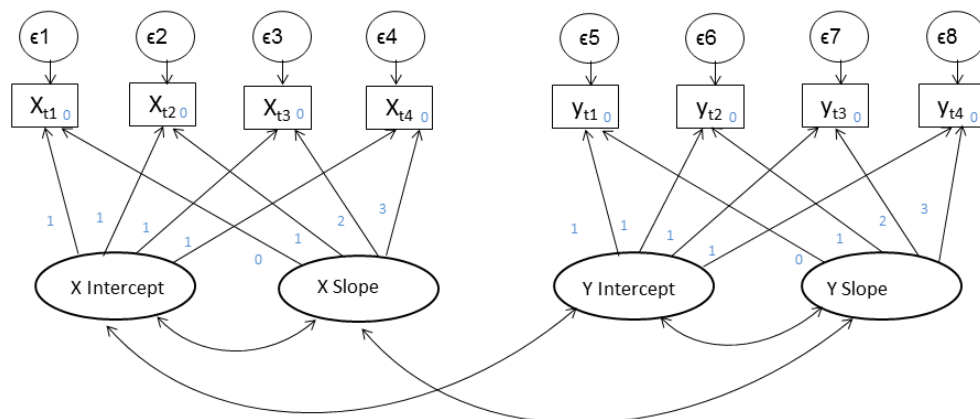 ϵ1 ϵ2 ϵ3 ϵ4 ϵ5 ϵ6 ϵ7 ϵ8
Xt1 0 Xt2 0 Xt3 0 Xt4 0 yt1 0 yt2 0 yt3 0 yt4 0
1 1 1 1 0 1 2 3 1 1 1 1 0 1 2 3
X Intercept X Slope Y Intercept Y Slope